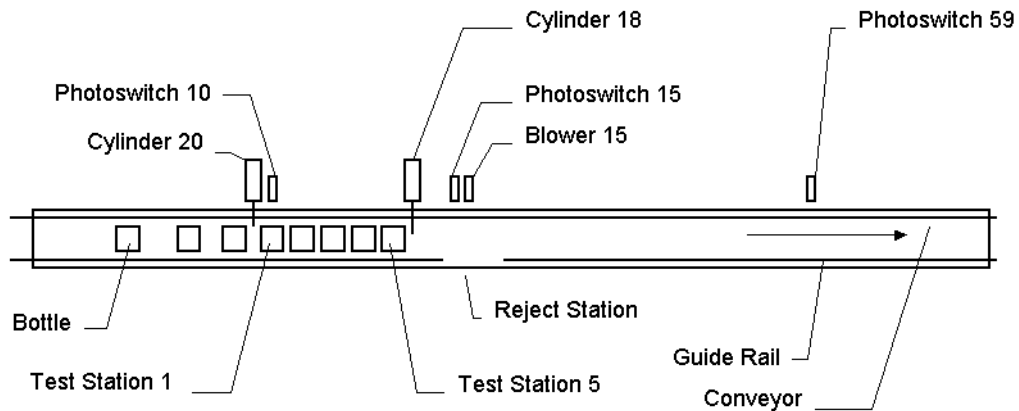 Cylinder 18
Photoswitch 59
Photoswitch 10
Photoswitch 15
Cylinder 20
Blower 15
Bottle
Reject Station
Guide Rail
Test Station 1
Test Station 5
Conveyor